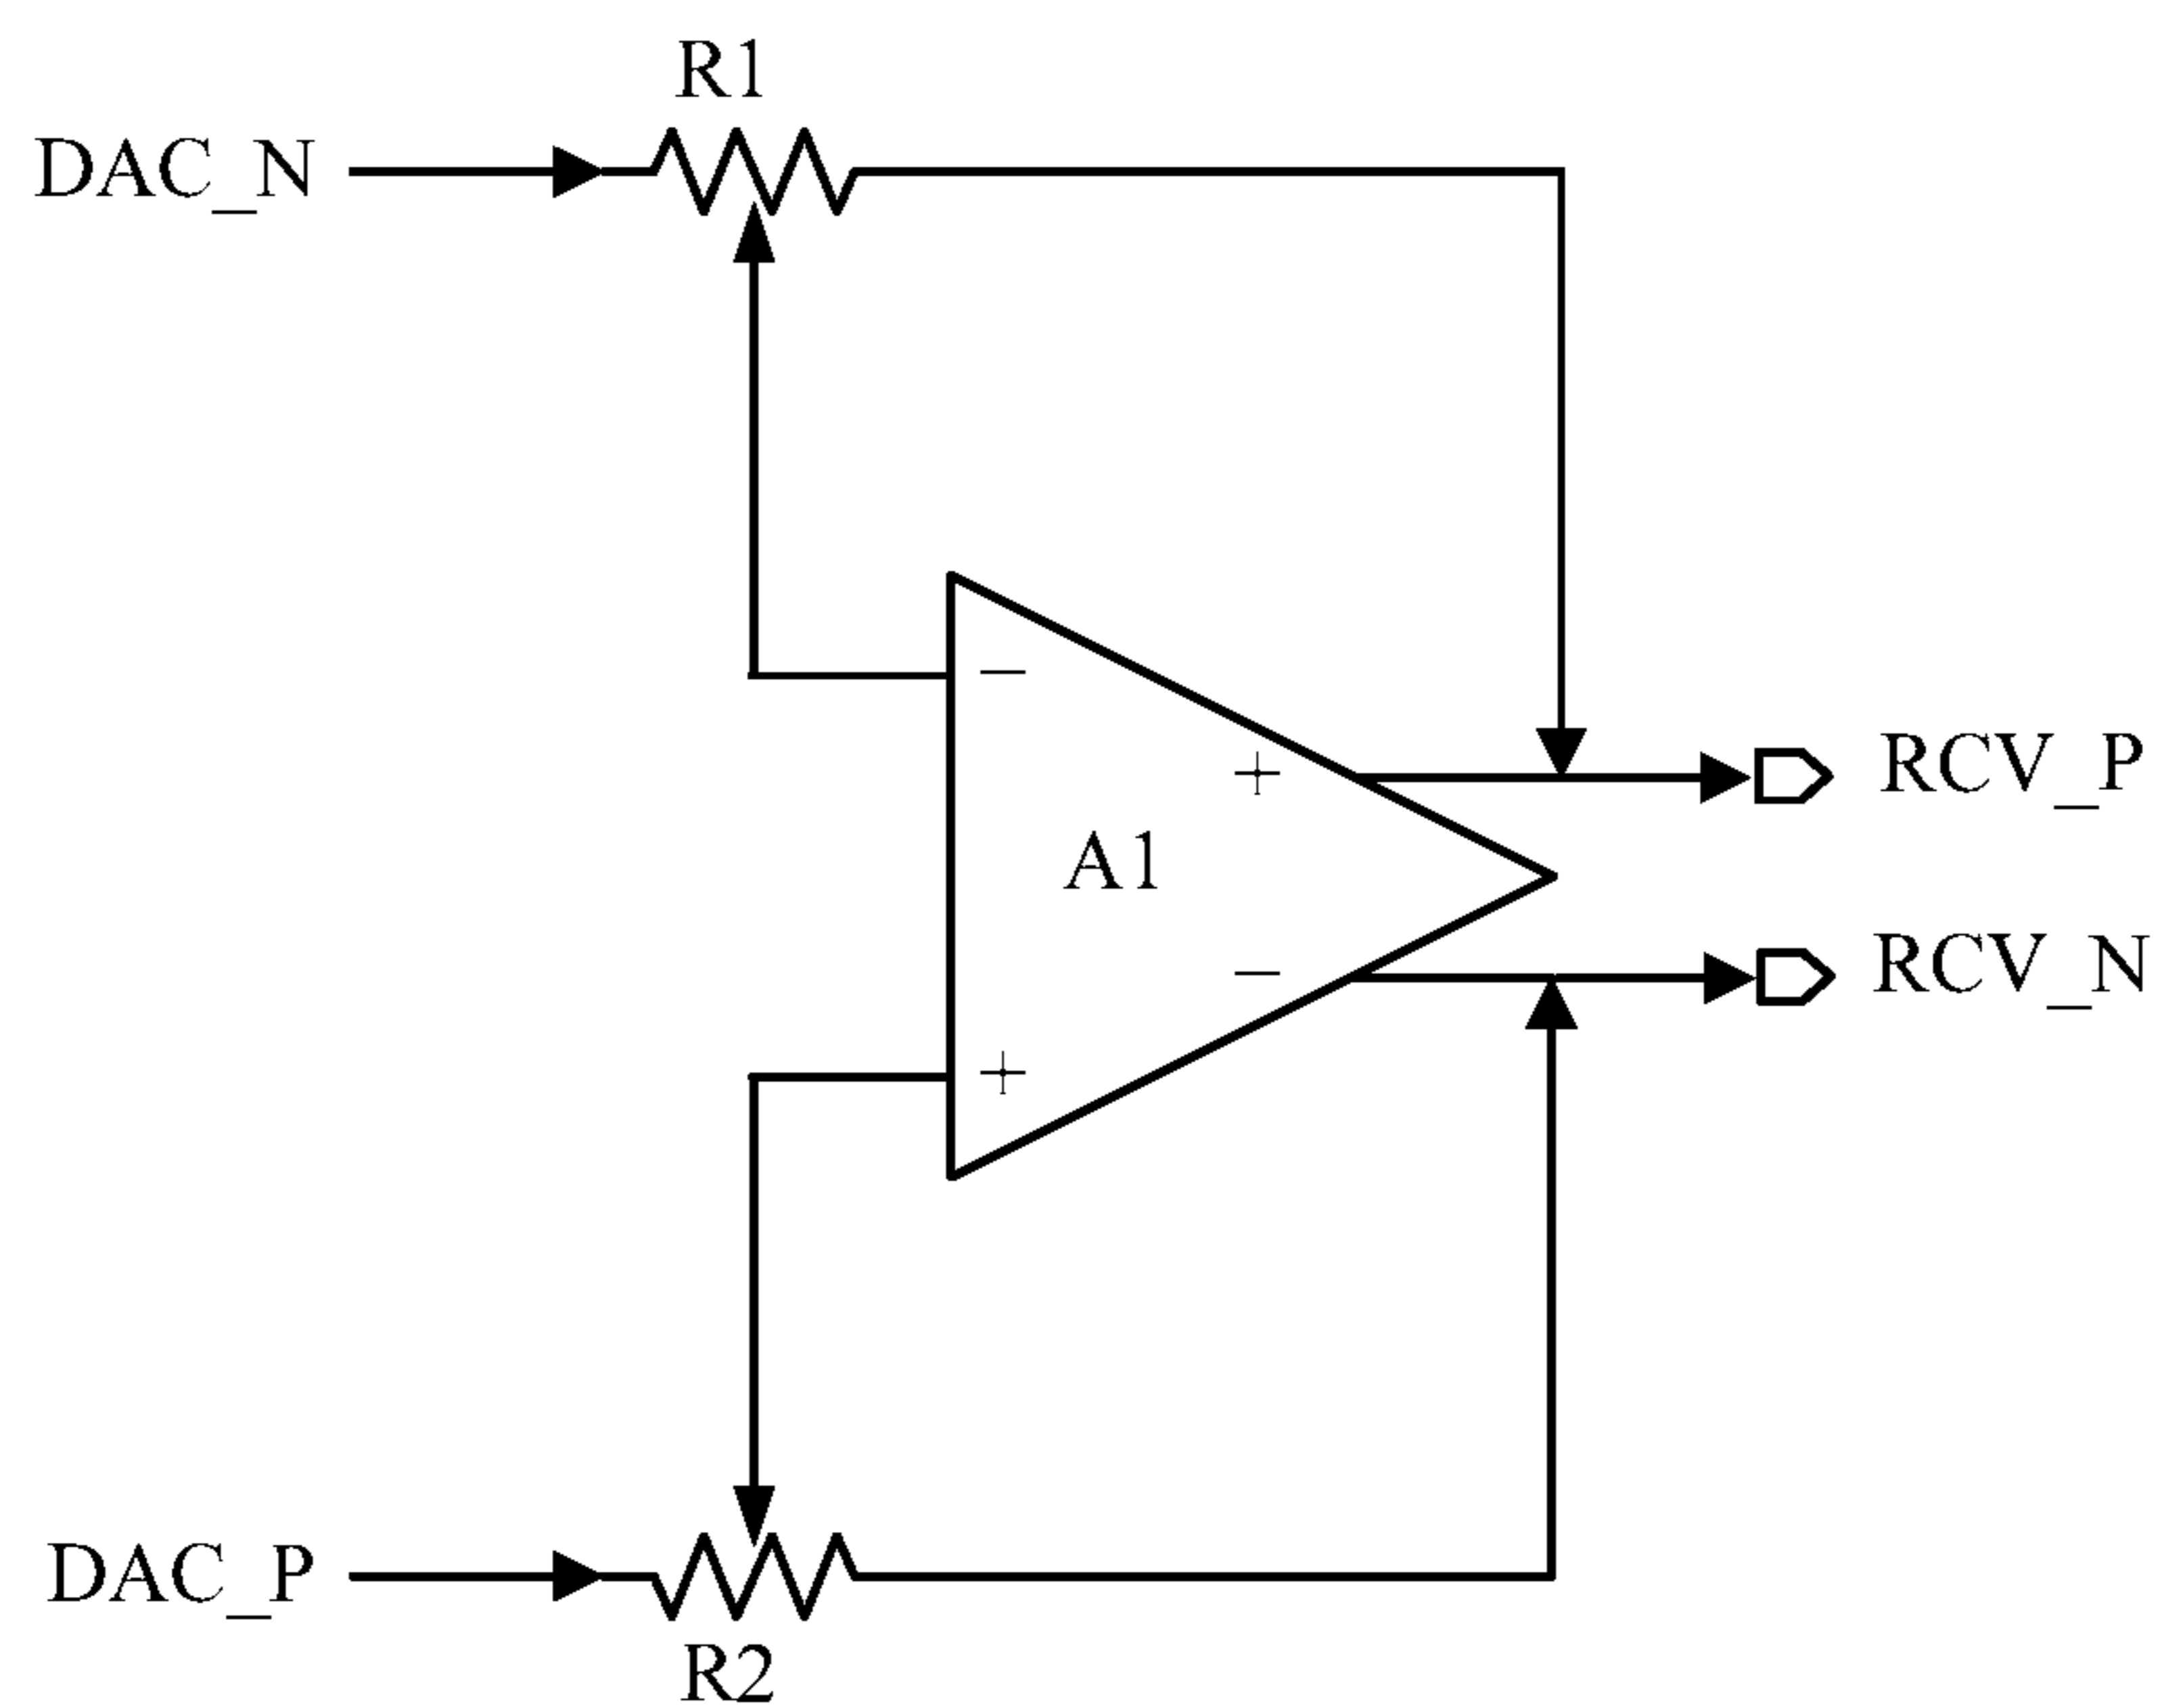 R1
DAC_N
−
+
RCV_P
A1
−
RCV_N
+
DAC_P
R2